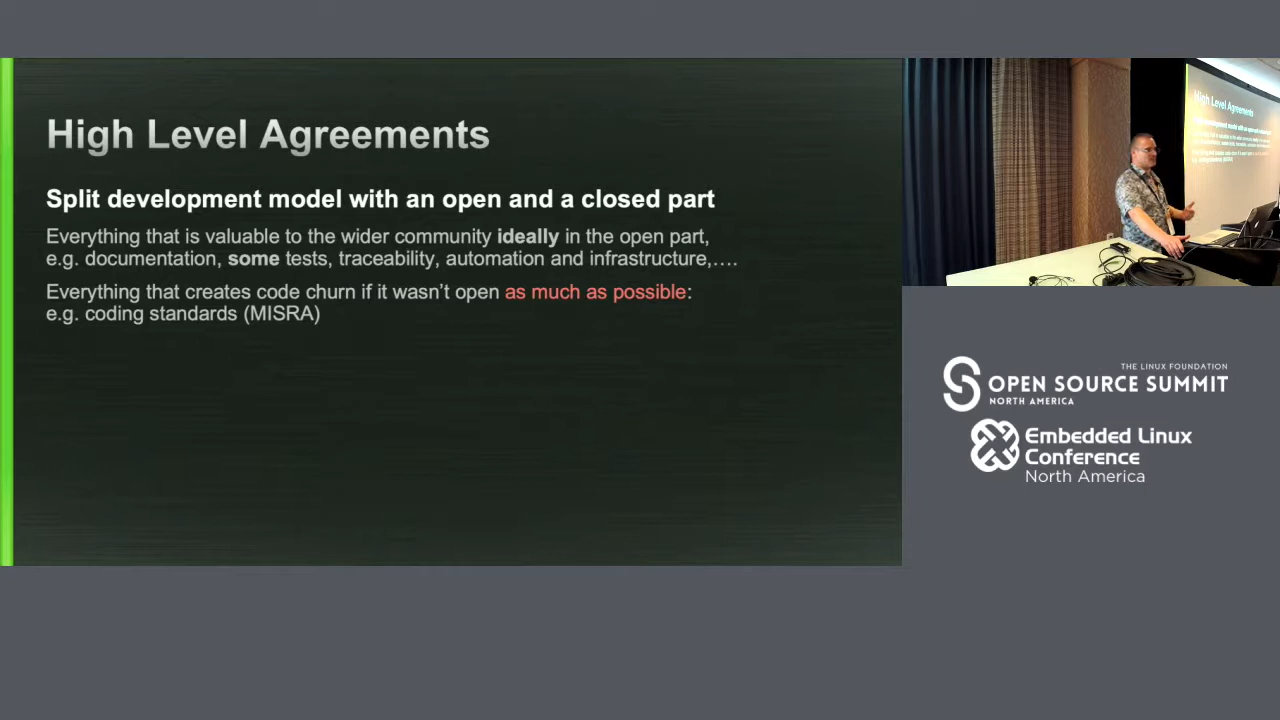 High Level Agreements
Split development model with an open and a closed part
Everything that is valuable to the wider community ideally in the open part,
e.g. documentation, some tests, traceability, automation and infrastructure,….
Everything that creates code churn if it wasn’t open as much as possible:
e.g. coding standards (MISRA)
High Level Agreements
THE LINUX FOUNDATION
OPEN SOURCE SUMMIT
NORTH AMERICA
Embedded Linux
Conference
North America